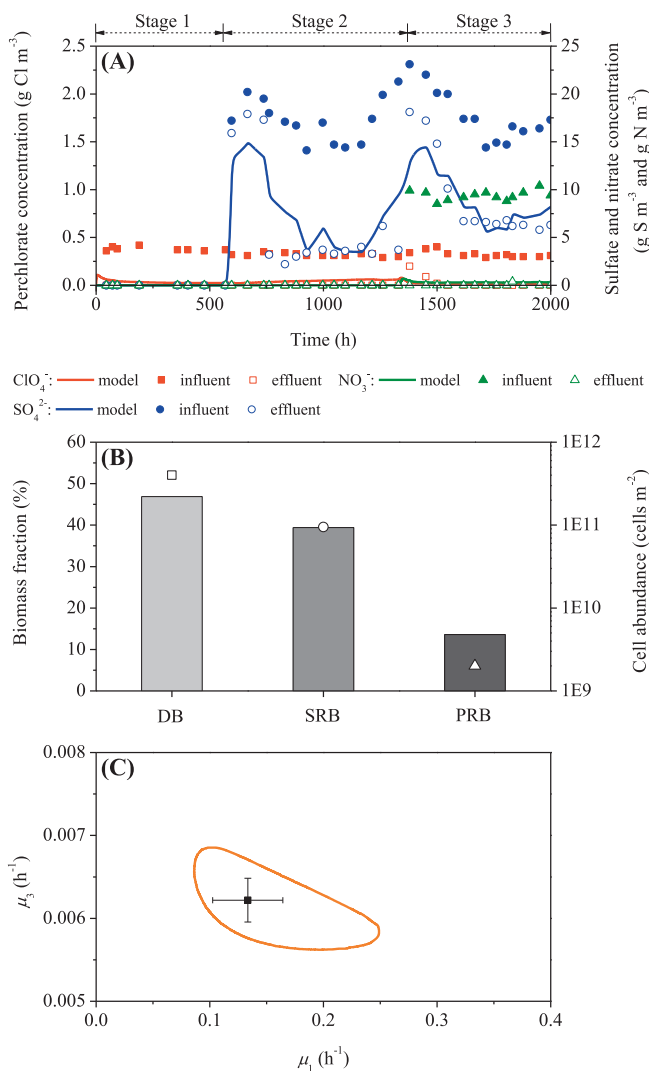 Stage 1 Stage 2 Stage 3
(A)
Perchlorate concentration (g Cl m⁻³)
2.5
2.0
1.5
1.0
0.5
0.0
25
20
15
10
5
0
Sulfate and nitrate concentration
(g S m⁻³ and g N m⁻³)
0 500 1000 1500 2000
Time (h)
ClO₄⁻: model influent effluent NO₃⁻: model influent effluent
SO₄²⁻: model influent effluent
(B)
Biomass fraction (%)
60
50
40
30
20
10
0
1E12
1E11
1E10
1E9
Cell abundance (cells m⁻²)
DB SRB PRB
(C)
μ₃ (h⁻¹)
0.008
0.007
0.006
0.005
0.0 0.1 0.2 0.3 0.4
μ₁ (h⁻¹)